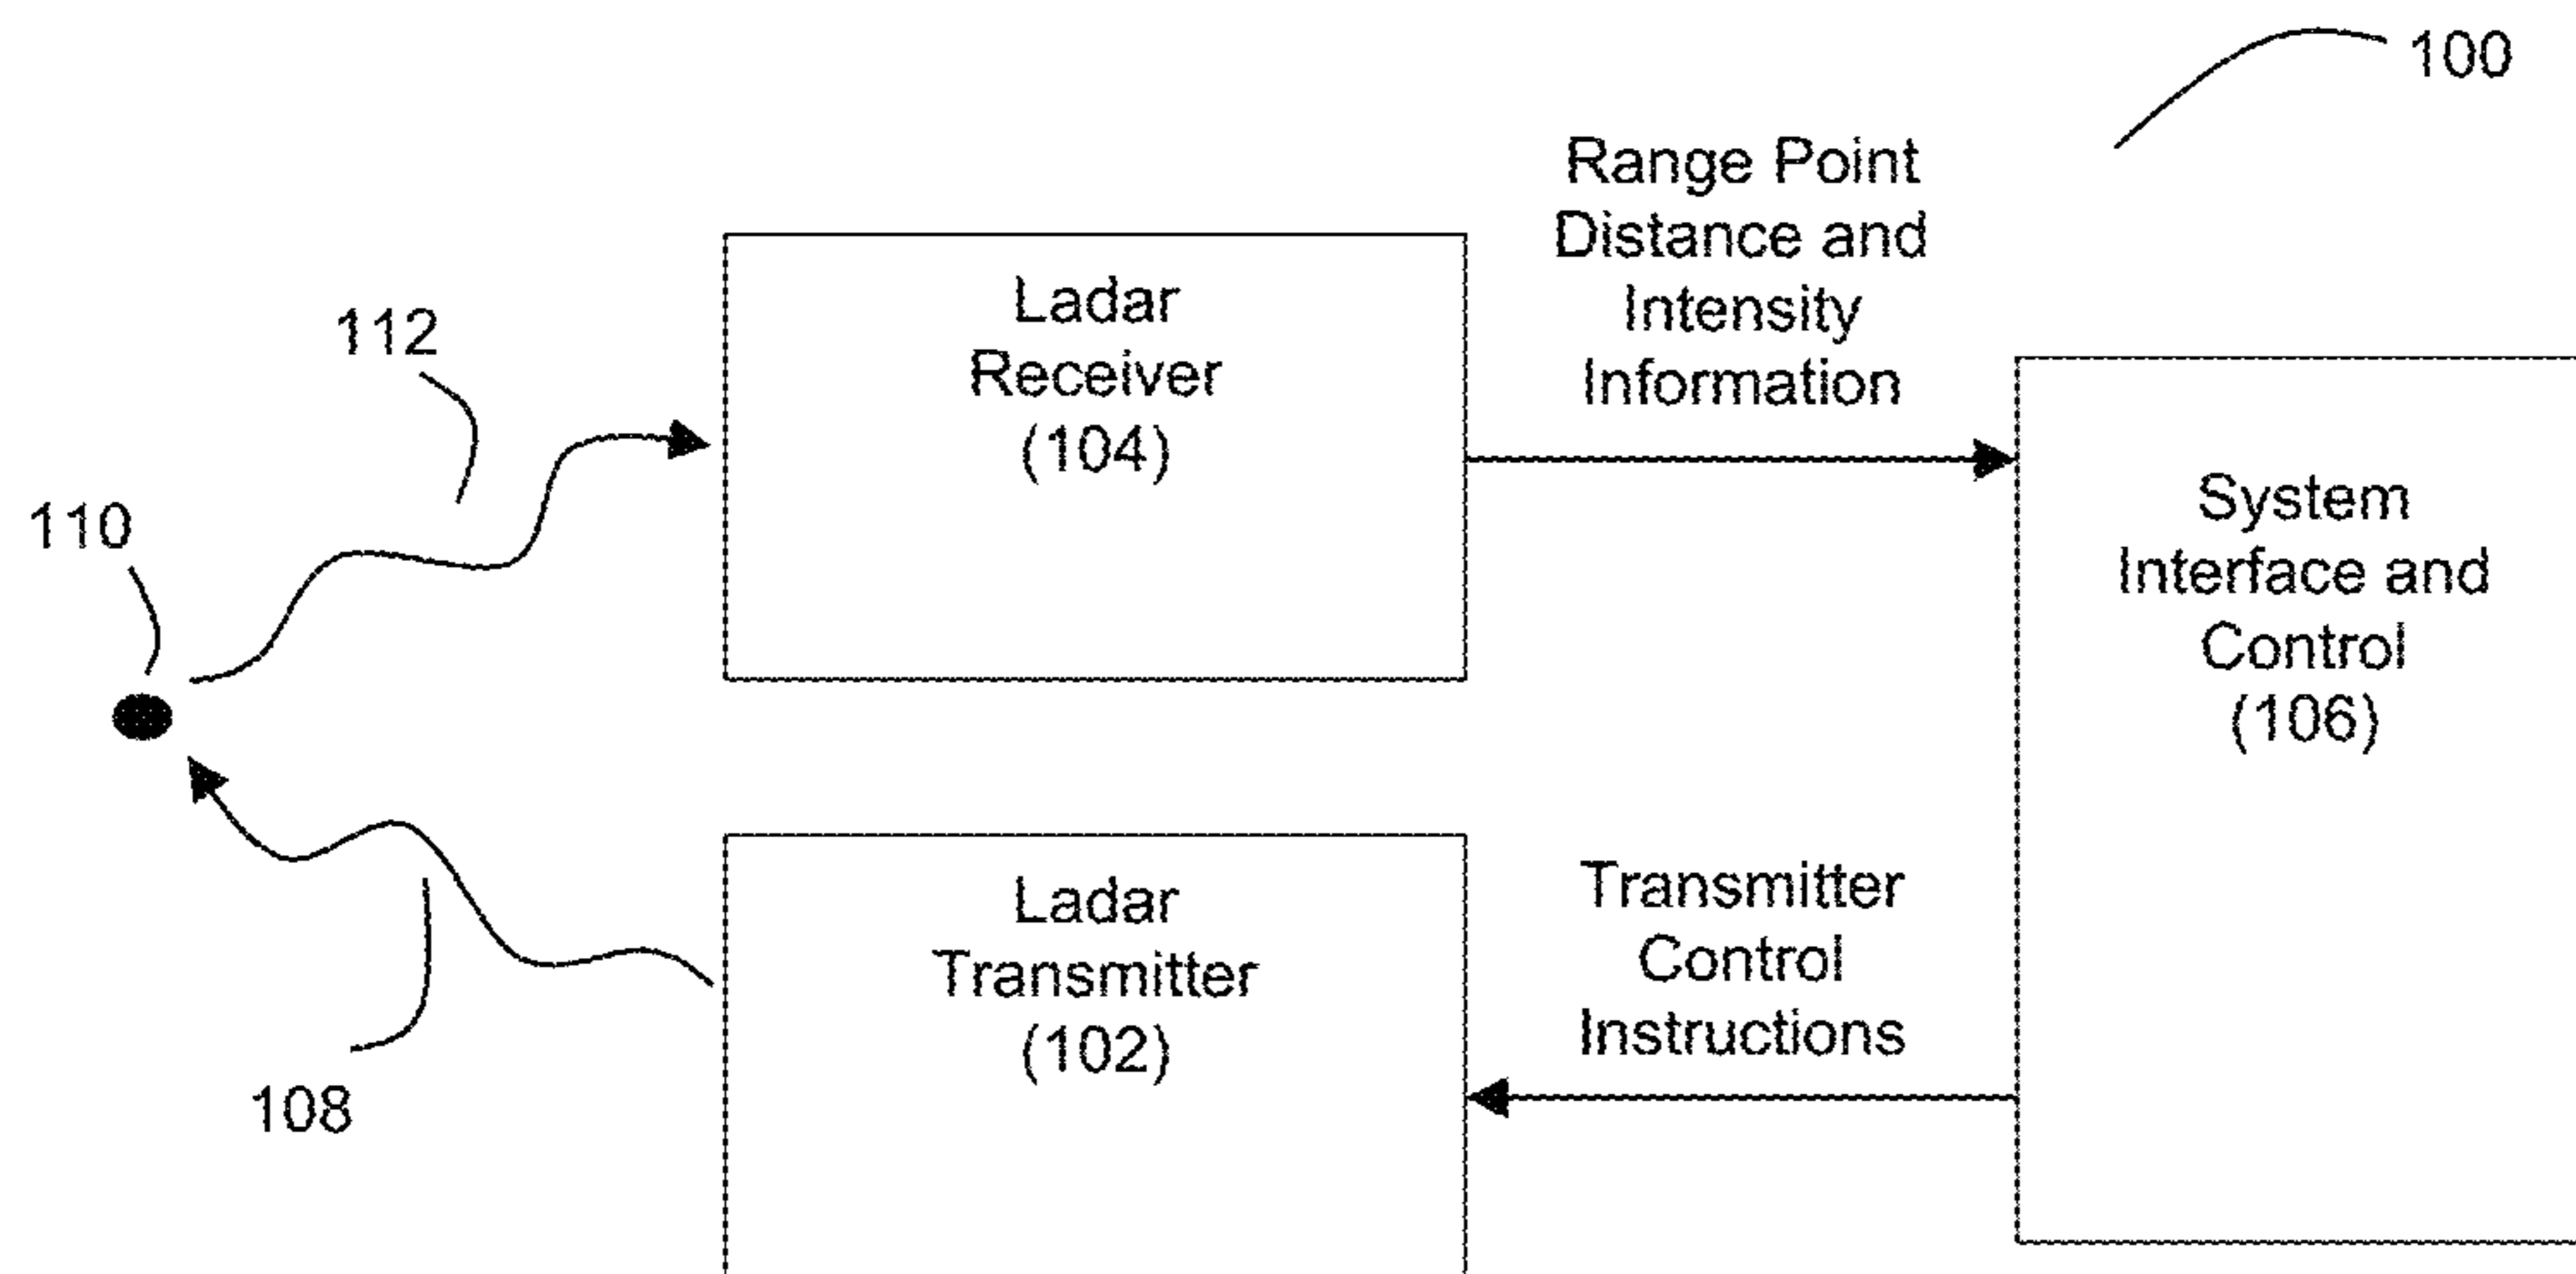 100
Range Point
Distance and
Intensity
Information
Ladar
Receiver
(104)
112
110
System
Interface and
Control
(106)
Ladar
Transmitter
(102)
Transmitter
Control
Instructions
108